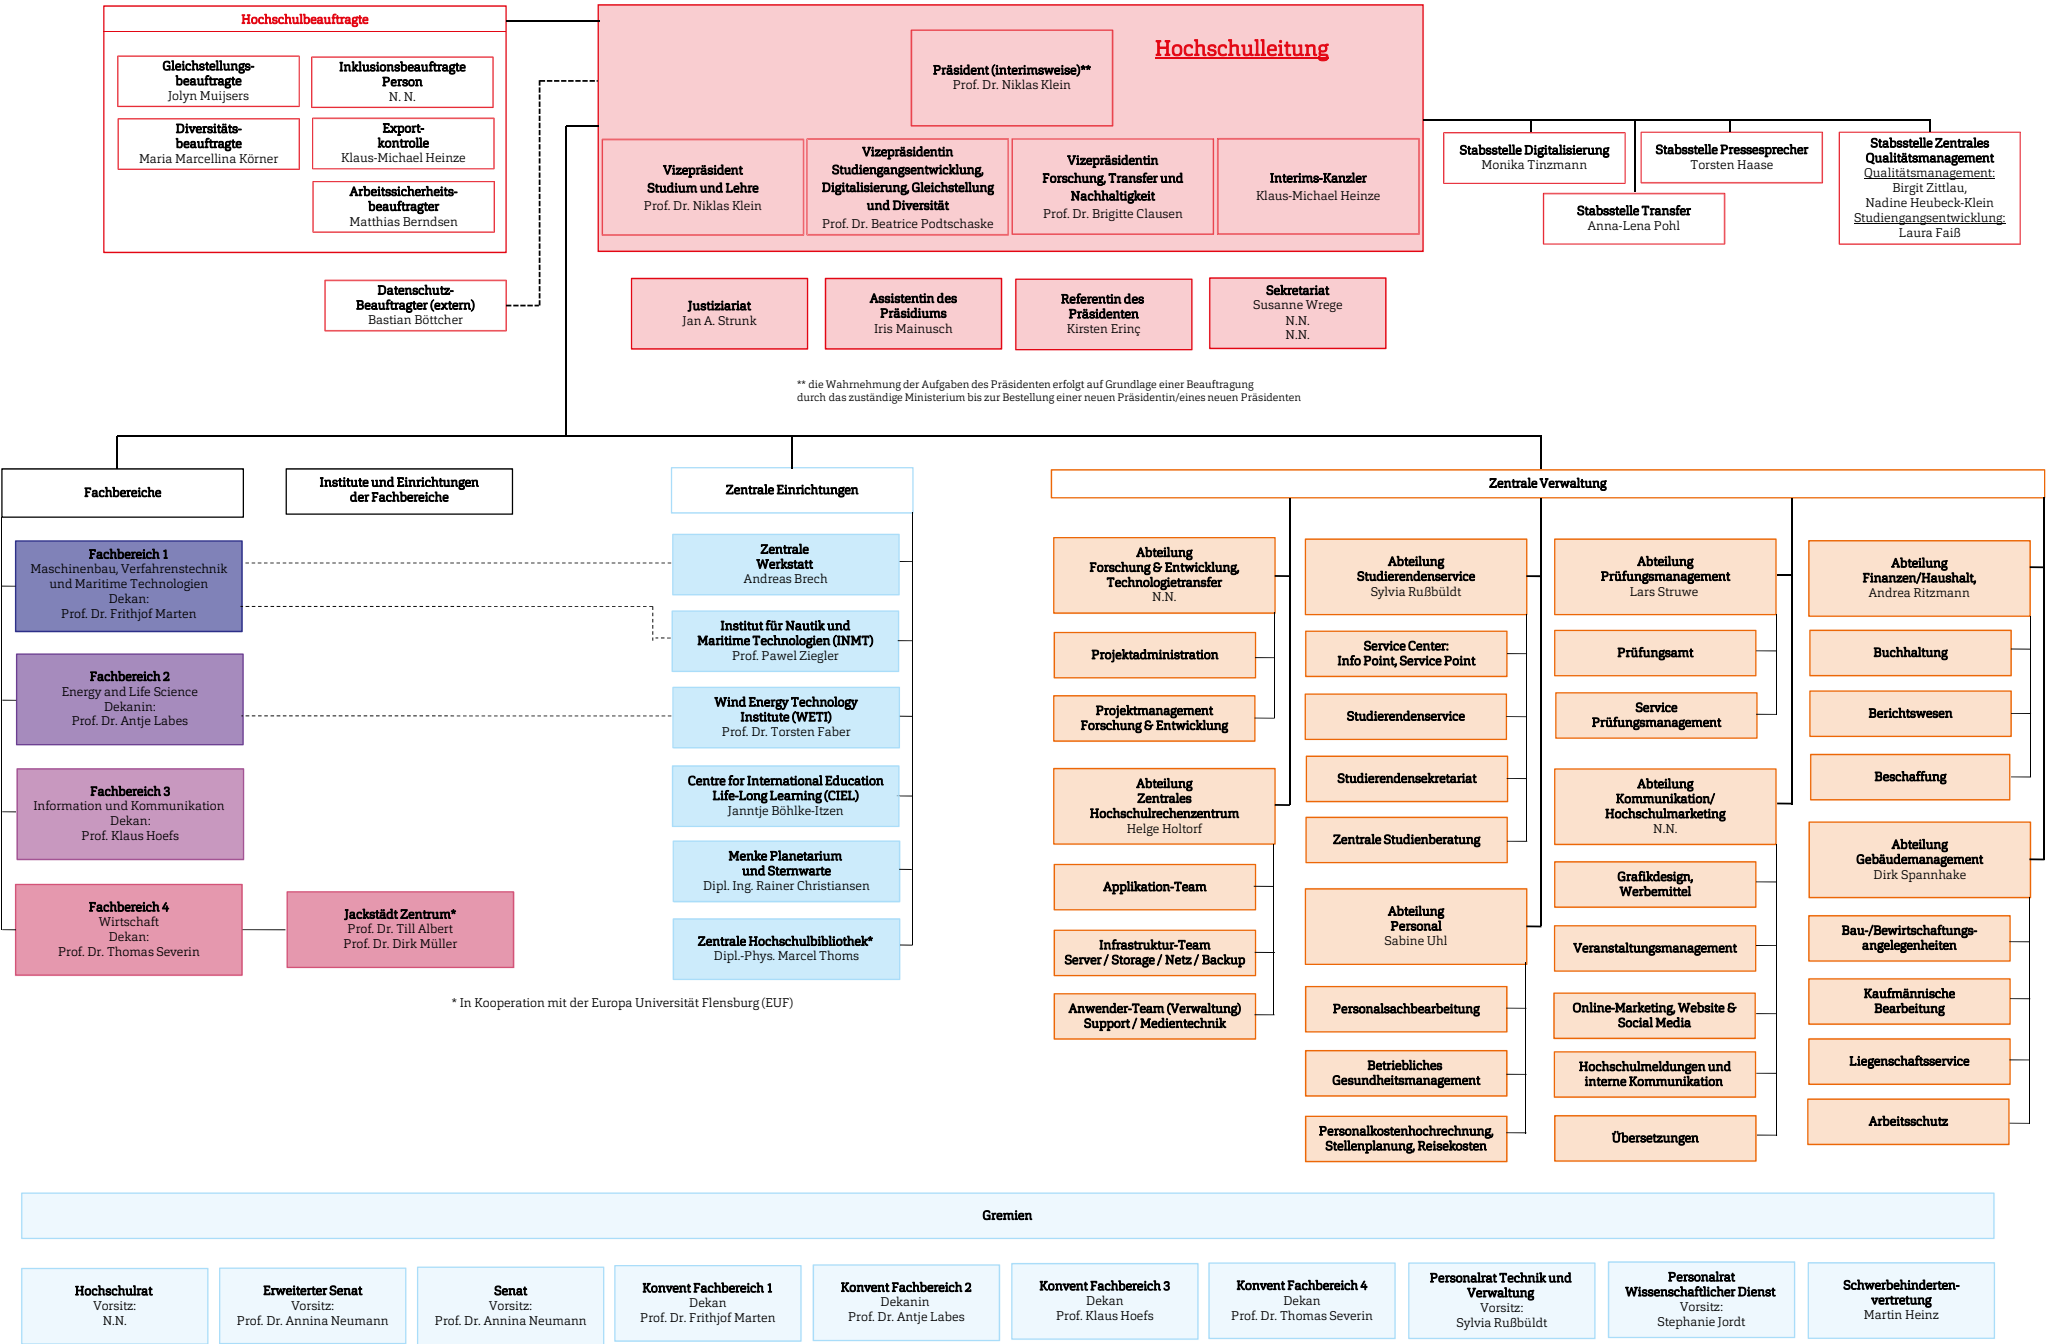 Hochschulbeauftragte
Gleichstellungs-
beauftragte
Jolyn Muijsers
Inklusionsbeauftragte
Person
N. N.
Diversitäts-
beauftragte
Maria Marcellina Körner
Export-
kontrolle
Klaus-Michael Heinze
Arbeitssicherheits-
beauftragter
Matthias Berndsen
Datenschutz-
Beauftragter (extern)
Bastian Böttcher
Hochschulleitung
Präsident (interimsweise)**
Prof. Dr. Niklas Klein
Vizepräsident
Studium und Lehre
Prof. Dr. Niklas Klein
Vizepräsidentin
Studiengangsentwicklung,
Digitalisierung, Gleichstellung
und Diversität
Prof. Dr. Beatrice Podtschaske
Vizepräsidentin
Forschung, Transfer und
Nachhaltigkeit
Prof. Dr. Brigitte Clausen
Interims-Kanzler
Klaus-Michael Heinze
Stabsstelle Digitalisierung
Monika Tinzmann
Stabsstelle Pressesprecher
Torsten Haase
Stabsstelle Transfer
Anna-Lena Pohl
Stabsstelle Zentrales
Qualitätsmanagement
Qualitätsmanagement:
Birgit Zittlau,
Nadine Heubeck-Klein
Studiengangsentwicklung:
Laura Faiß
Justiziariat
Jan A. Strunk
Assistentin des
Präsidiums
Iris Mainusch
Referentin des
Präsidenten
Kirsten Erinç
Sekretariat
Susanne Wrege
N.N.
N.N.
** die Wahrnehmung der Aufgaben des Präsidenten erfolgt auf Grundlage einer Beauftragung
durch das zuständige Ministerium bis zur Bestellung einer neuen Präsidentin/eines neuen Präsidenten
Fachbereiche
Institute und Einrichtungen
der Fachbereiche
Zentrale Einrichtungen
Zentrale Verwaltung
Fachbereich 1
Maschinenbau, Verfahrenstechnik
und Maritime Technologien
Dekan:
Prof. Dr. Frithjof Marten
Fachbereich 2
Energy and Life Science
Dekanin:
Prof. Dr. Antje Labes
Fachbereich 3
Information und Kommunikation
Dekan:
Prof. Klaus Hoefs
Fachbereich 4
Wirtschaft
Dekan:
Prof. Dr. Thomas Severin
Jackstädt Zentrum*
Prof. Dr. Till Albert
Prof. Dr. Dirk Müller
* In Kooperation mit der Europa Universität Flensburg (EUF)
Zentrale
Werkstatt
Andreas Brech
Institut für Nautik und
Maritime Technologien (INMT)
Prof. Pawel Ziegler
Wind Energy Technology
Institute (WETI)
Prof. Dr. Torsten Faber
Centre for International Education
Life-Long Learning (CIEL)
Janntje Böhlke-Itzen
Menke Planetarium
und Sternwarte
Dipl. Ing. Rainer Christiansen
Zentrale Hochschulbibliothek*
Dipl.-Phys. Marcel Thoms
Abteilung
Forschung & Entwicklung,
Technologietransfer
N.N.
Projektadministration
Projektmanagement
Forschung & Entwicklung
Abteilung
Zentrales
Hochschulrechenzentrum
Helge Holtorf
Applikation-Team
Infrastruktur-Team
Server / Storage / Netz / Backup
Anwender-Team (Verwaltung)
Support / Medientechnik
Abteilung
Studierendenservice
Sylvia Rußbüldt
Service Center:
Info Point, Service Point
Studierendenservice
Studierendensekretariat
Zentrale Studienberatung
Abteilung
Personal
Sabine Uhl
Personalsachbearbeitung
Betriebliches
Gesundheitsmanagement
Personalkostenhochrechnung,
Stellenplanung, Reisekosten
Abteilung
Prüfungsmanagement
Lars Struwe
Prüfungsamt
Service
Prüfungsmanagement
Abteilung
Kommunikation/
Hochschulmarketing
N.N.
Grafikdesign,
Werbemittel
Veranstaltungsmanagement
Online-Marketing, Website &
Social Media
Hochschulmeldungen und
interne Kommunikation
Übersetzungen
Abteilung
Finanzen/Haushalt,
Andrea Ritzmann
Buchhaltung
Berichtswesen
Beschaffung
Abteilung
Gebäudemanagement
Dirk Spannhake
Bau-/Bewirtschaftungs-
angelegenheiten
Kaufmännische
Bearbeitung
Liegenschaftsservice
Arbeitsschutz
Gremien
Hochschulrat
Vorsitz:
N.N.
Erweiterter Senat
Vorsitz:
Prof. Dr. Annina Neumann
Senat
Vorsitz:
Prof. Dr. Annina Neumann
Konvent Fachbereich 1
Dekan
Prof. Dr. Frithjof Marten
Konvent Fachbereich 2
Dekanin
Prof. Dr. Antje Labes
Konvent Fachbereich 3
Dekan
Prof. Klaus Hoefs
Konvent Fachbereich 4
Dekan
Prof. Dr. Thomas Severin
Personalrat Technik und
Verwaltung
Vorsitz:
Sylvia Rußbüldt
Personalrat
Wissenschaftlicher Dienst
Vorsitz:
Stephanie Jordt
Schwerbehinderten-
vertretung
Martin Heinz